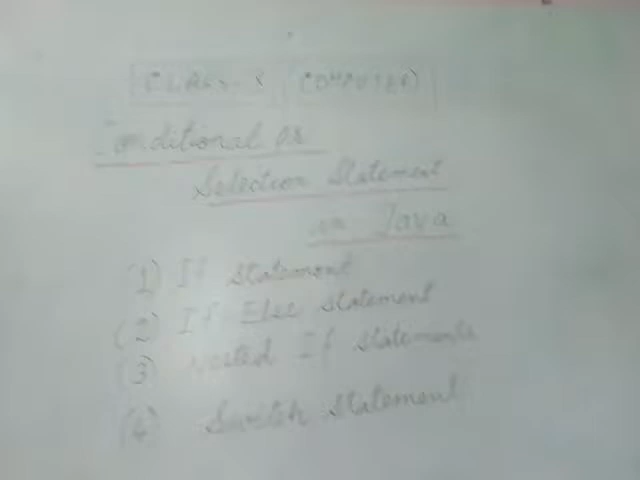 CLASS - X (COMPUTER)
Conditional or
Selection Statement
in Java
(1) If statement
(2) If Else statement
(3) Nested If statements
(4) Switch statement